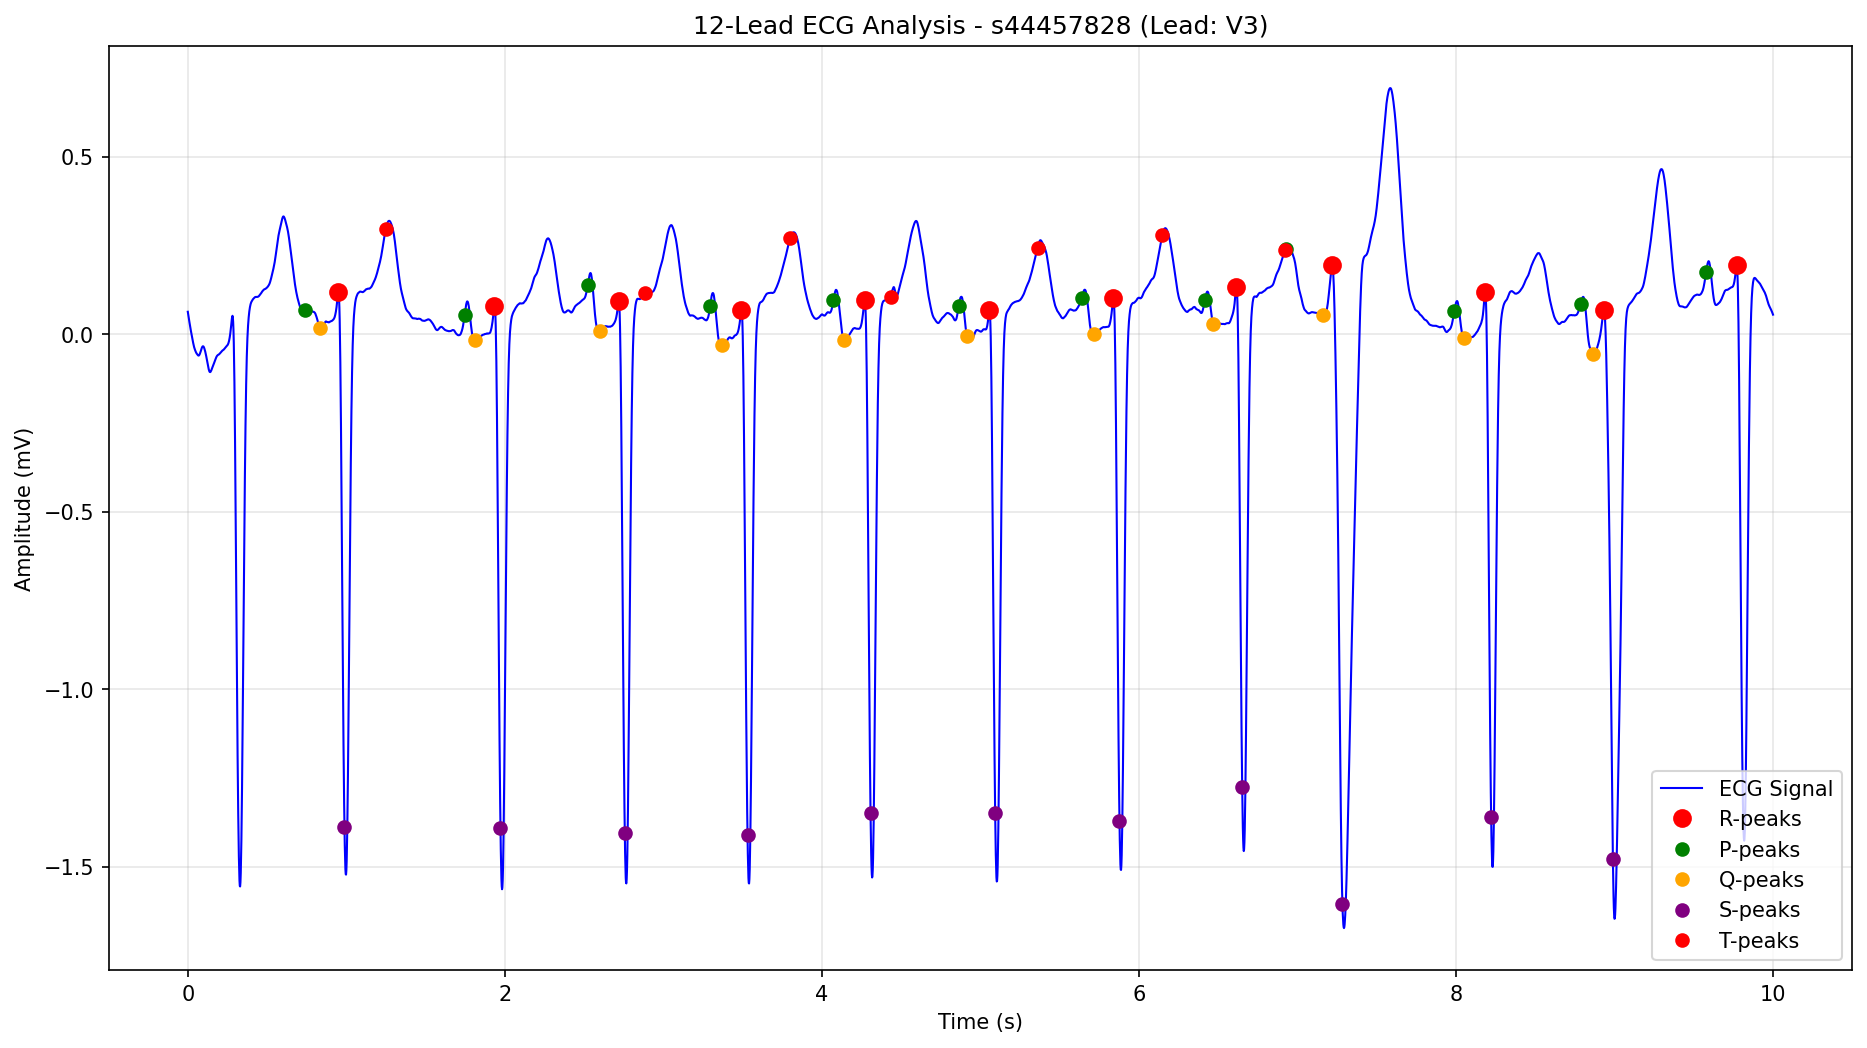 12-Lead ECG Analysis - s44457828 (Lead: V3)
Amplitude (mV)
0.5
0.0
−0.5
−1.0
−1.5
0
2
4
6
8
10
Time (s)
ECG Signal
R-peaks
P-peaks
Q-peaks
S-peaks
T-peaks